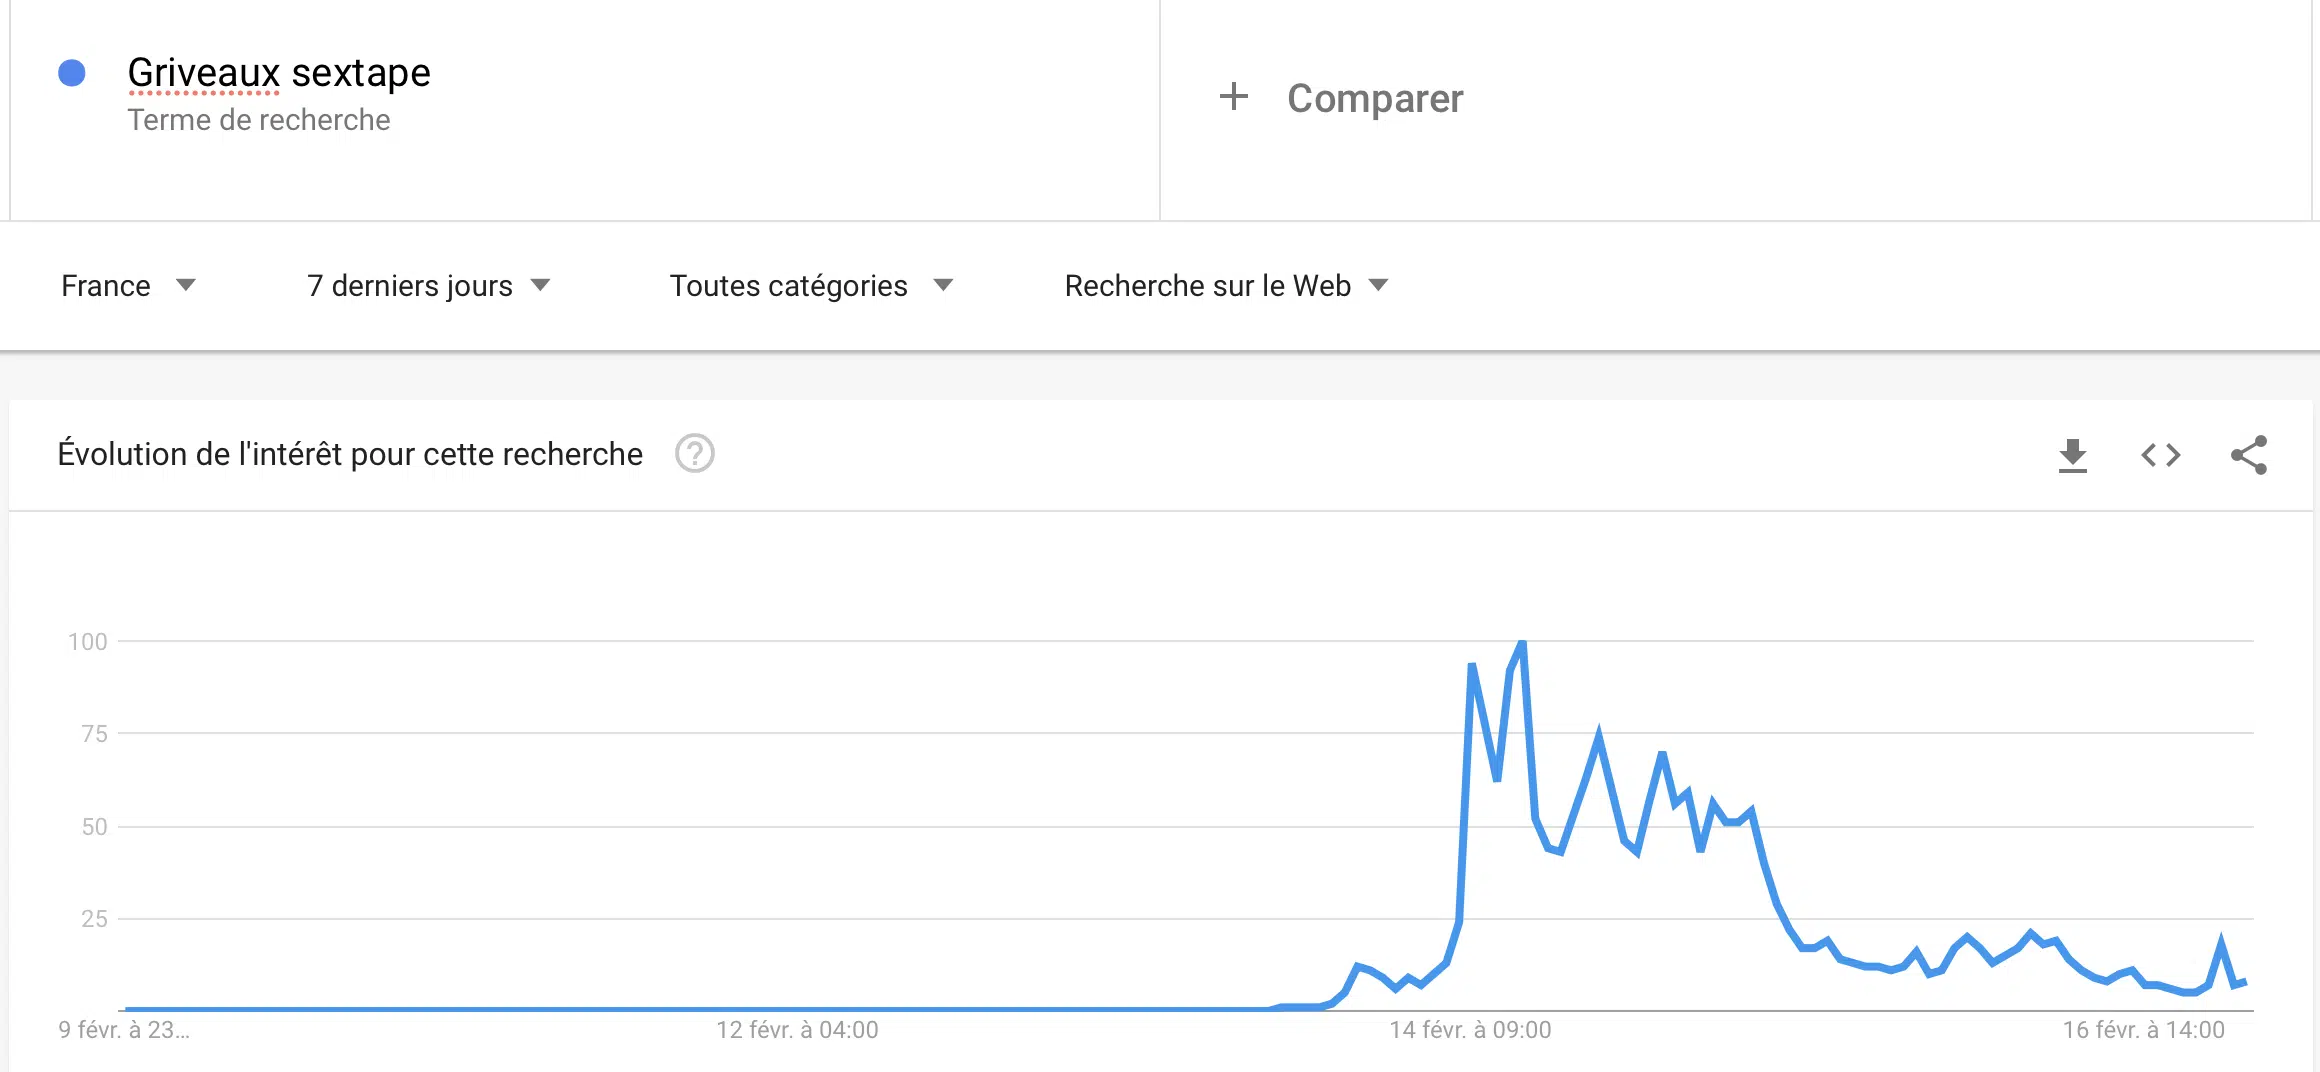 Griveaux sextape
Terme de recherche
+ Comparer
France
7 derniers jours
Toutes catégories
Recherche sur le Web
Évolution de l'intérêt pour cette recherche ?
100
75
50
25
9 févr. à 23...
12 févr. à 04:00
14 févr. à 09:00
16 févr. à 14:00